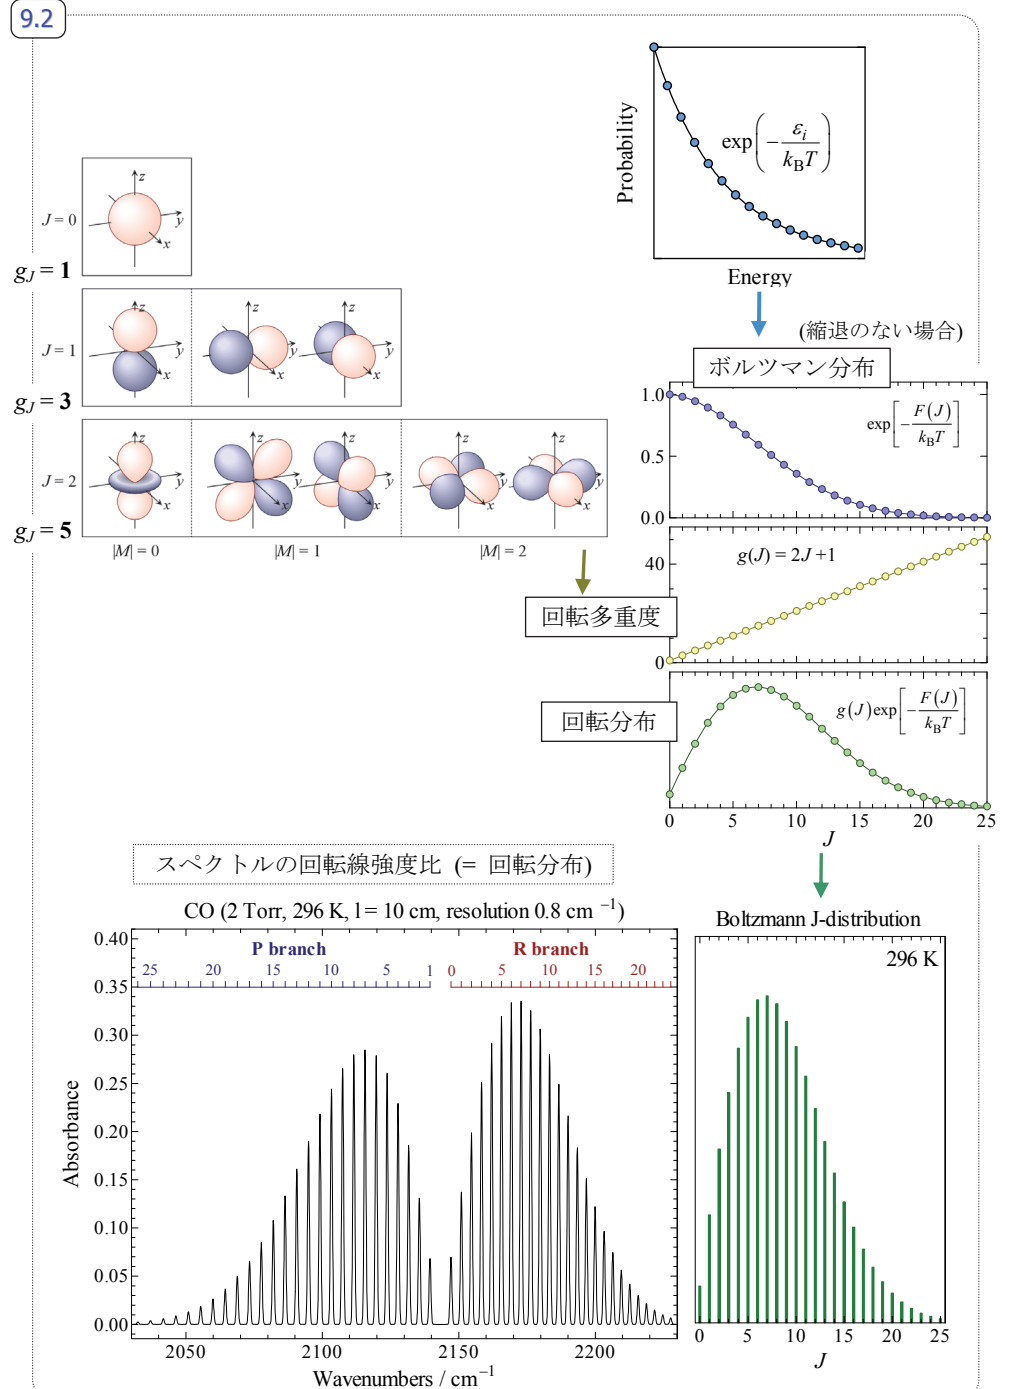 9.2
Probability
exp(-εi/kBT)
Energy
z
J = 0
y
x
gJ = 1
z z z
J = 1
y y y
x x x
gJ = 3
z z z z z
J = 2
y y y y y
x x x x x
gJ = 5
|M| = 0 |M| = 1 |M| = 2
(縮退のない場合)
ボルツマン分布
1.0
0.5
0.0
exp[-F(J)/kBT]
回転多重度
40
0
g(J) = 2J+1
回転分布
g(J)exp[-F(J)/kBT]
0 5 10 15 20 25
J
スペクトルの回転線強度比 (= 回転分布)
CO (2 Torr, 296 K, l = 10 cm, resolution 0.8 cm⁻¹)
P branch R branch
25 20 15 10 5 1 0 5 10 15 20
0.40
0.35
0.30
0.25
0.20
0.15
0.10
0.05
0.00
Absorbance
2050 2100 2150 2200
Wavenumbers / cm⁻¹
Boltzmann J-distribution
296 K
0 5 10 15 20 25
J